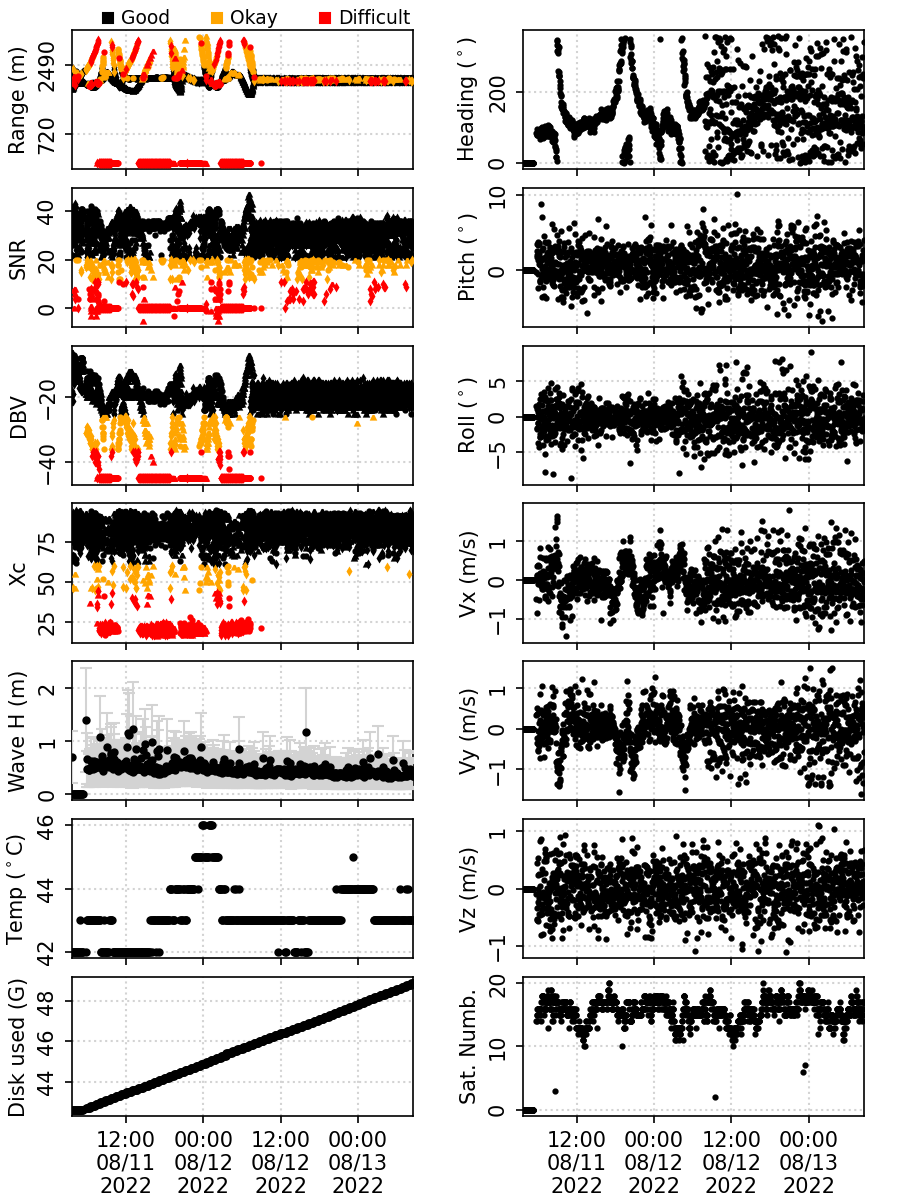 Good Okay Difficult
Range (m)
2490
720
Heading (°)
200
0
SNR
40
20
0
Pitch (°)
10
0
DBV
−20
−40
Roll (°)
5
0
−5
Xc
75
50
25
Vx (m/s)
1
0
−1
Wave H (m)
2
1
0
Vy (m/s)
1
0
−1
Temp (°C)
46
44
42
Vz (m/s)
1
0
−1
Disk used (G)
48
46
44
Sat. Numb.
20
10
0
12:00 00:00 12:00 00:00
08/11 08/12 08/12 08/13
2022 2022 2022 2022
12:00 00:00 12:00 00:00
08/11 08/12 08/12 08/13
2022 2022 2022 2022